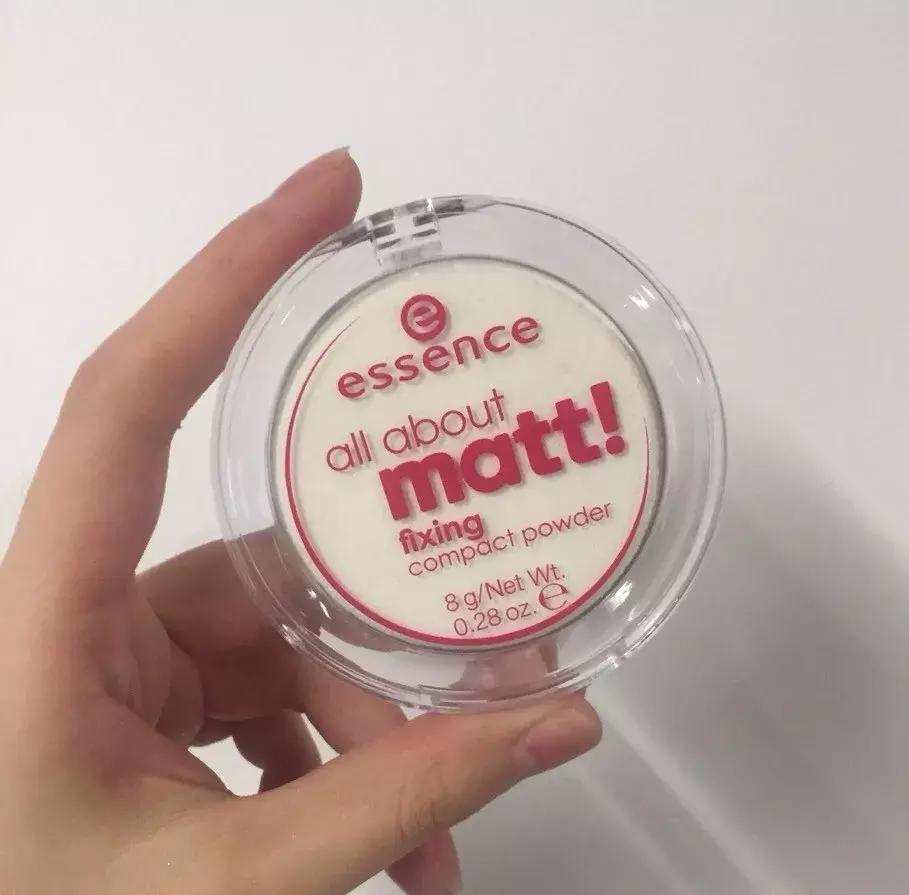 e
essence
all about
matt!
fixing
compact powder
8 g/Net Wt.
0.28 oz. ℮